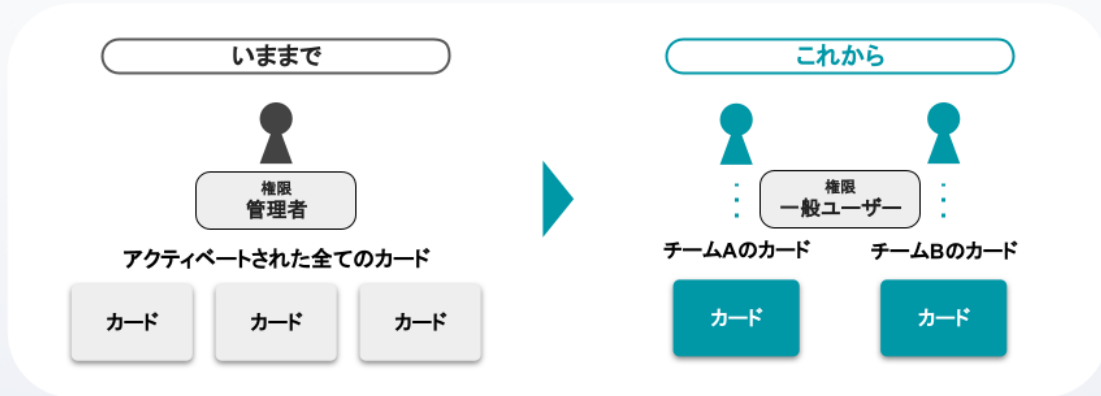 いままで
権限
管理者
アクティベートされた全てのカード
カード
カード
カード
これから
権限
一般ユーザー
チームAのカード
チームBのカード
カード
カード